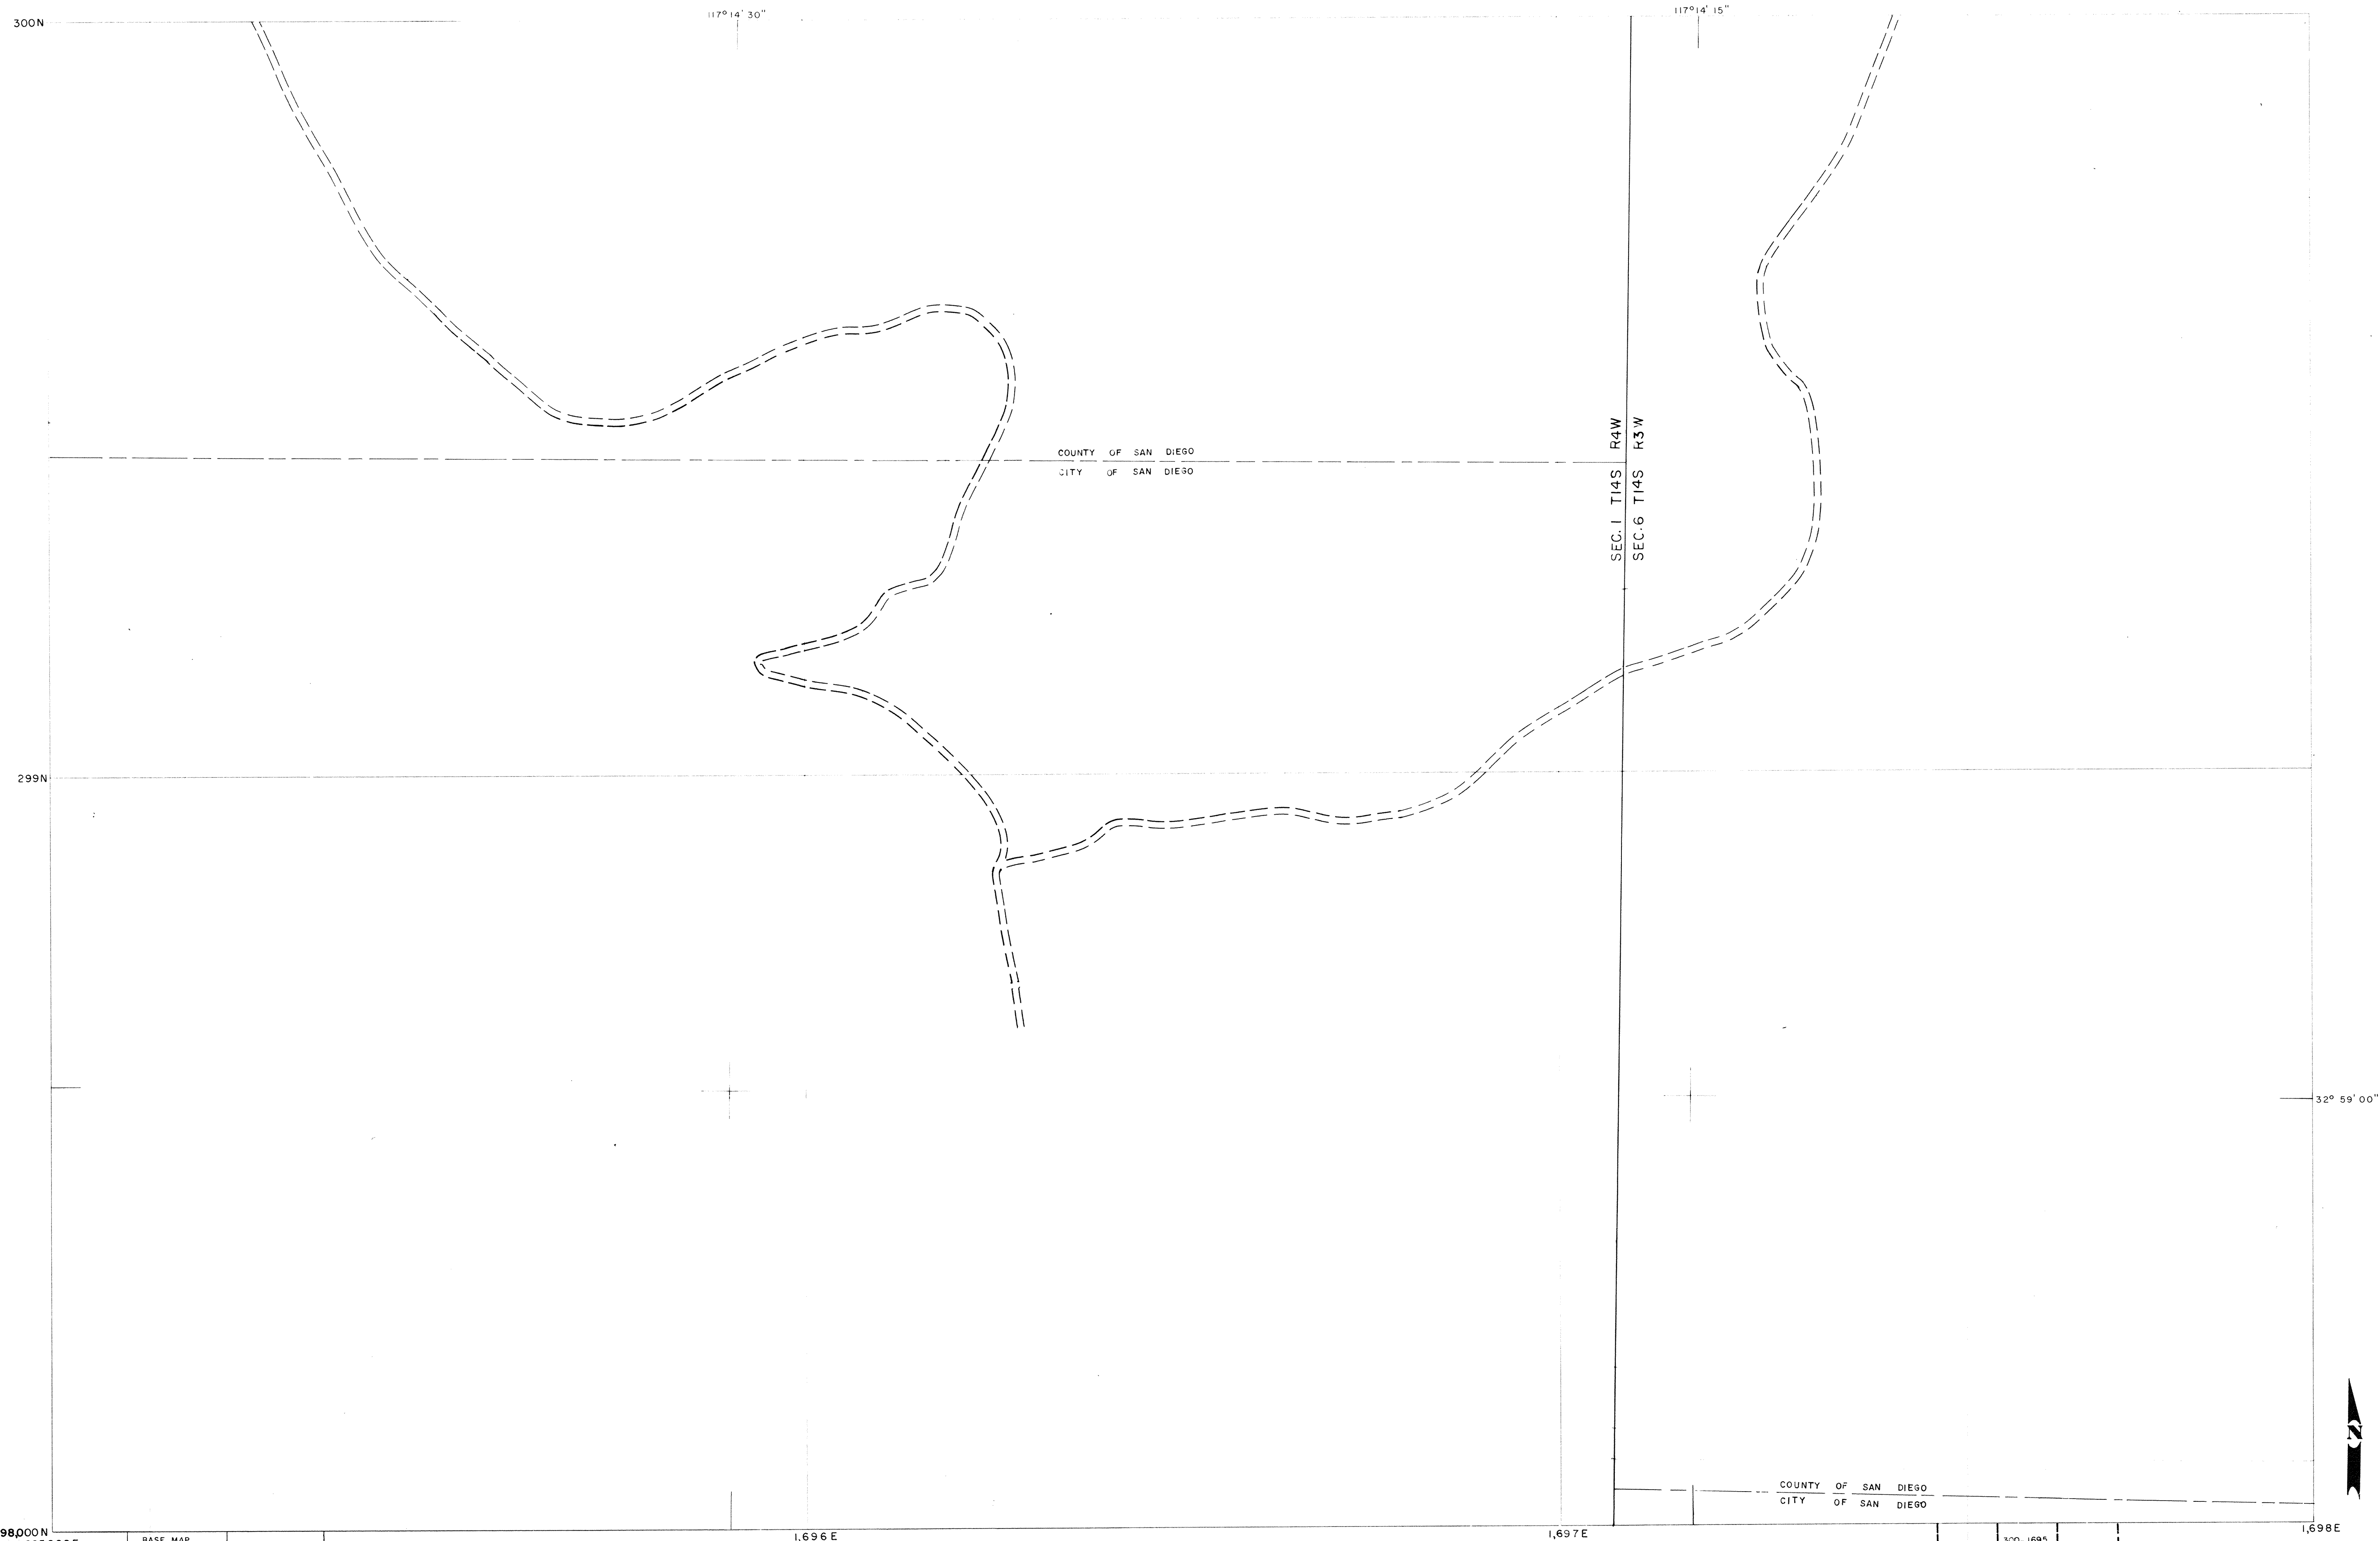 117° 14' 30"
117° 14' 15"
300N
COUNTY OF SAN DIEGO
CITY OF SAN DIEGO
SEC. 1 T14S R4W
SEC. 6 T14S R3W
299N
32° 59' 00"
N
COUNTY OF SAN DIEGO
CITY OF SAN DIEGO
98,000 N
1,696 E
1,697 E
1,698 E
BASE MAP
300-1695